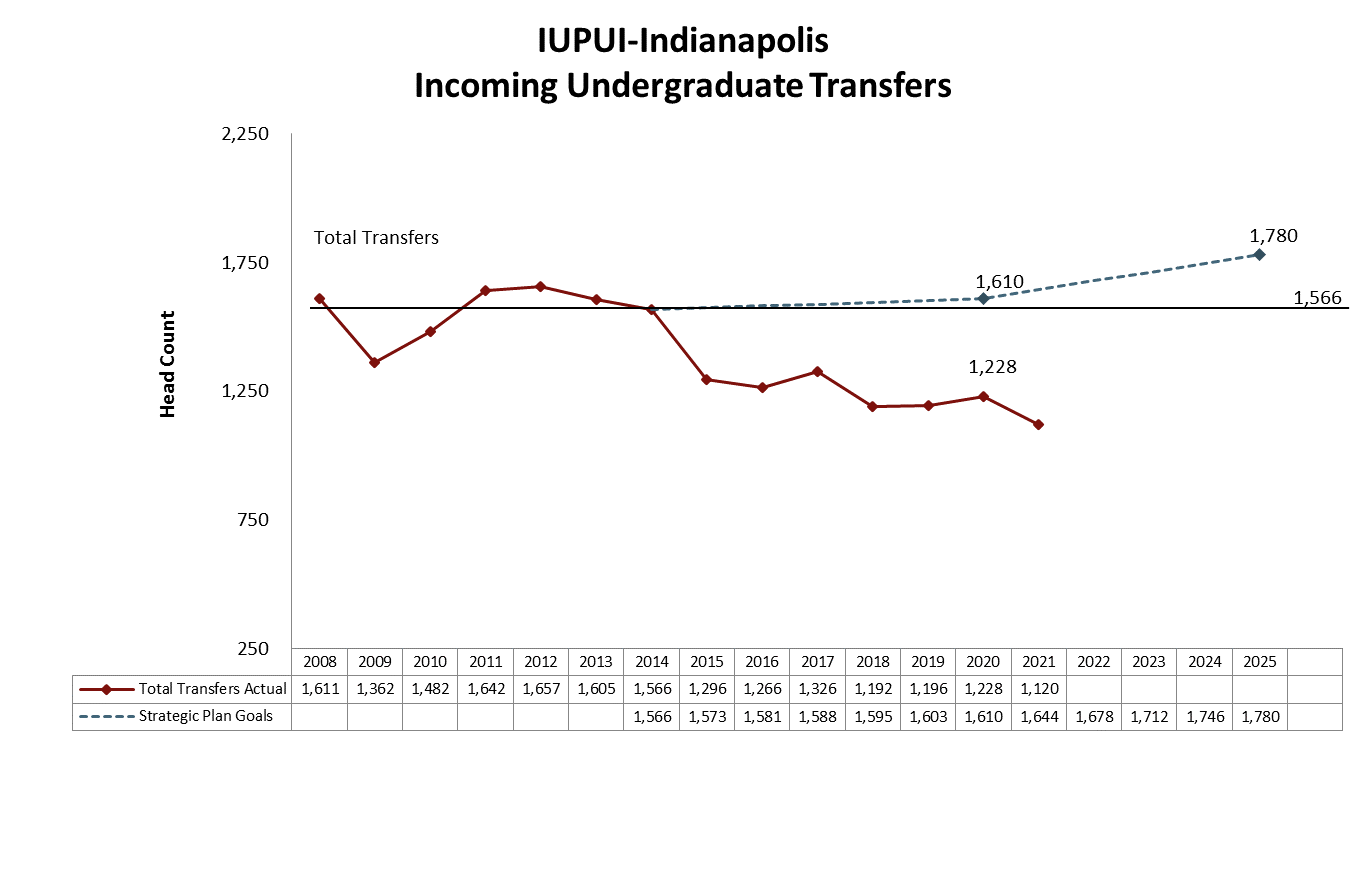 IUPUI-Indianapolis
Incoming Undergraduate Transfers
2,250
1,780
Total Transfers
1,750
1,610
1,566
Head Count
1,228
1,250
750
250
2008 2009 2010 2011 2012 2013 2014 2015 2016 2017 2018 2019 2020 2021 2022 2023 2024 2025
Total Transfers Actual 1,611 1,362 1,482 1,642 1,657 1,605 1,566 1,296 1,266 1,326 1,192 1,196 1,228 1,120
Strategic Plan Goals 1,566 1,573 1,581 1,588 1,595 1,603 1,610 1,644 1,678 1,712 1,746 1,780